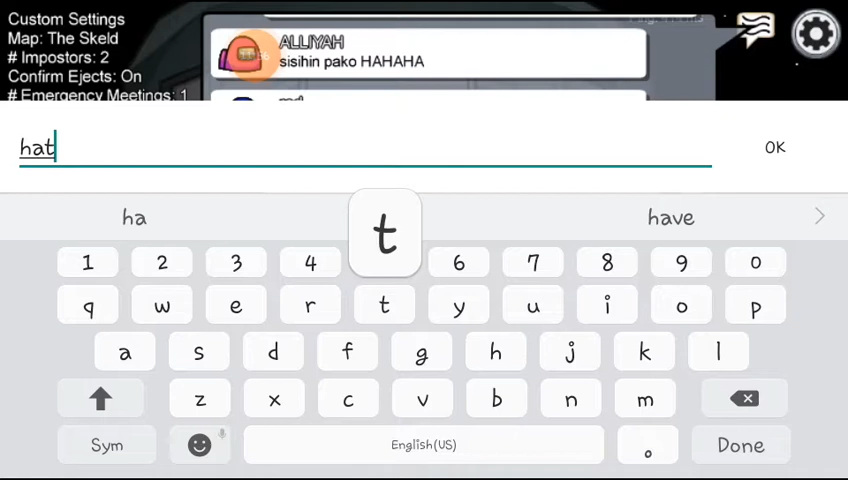 Custom Settings
Map: The Skeld
# Impostors: 2
Confirm Ejects: On
# Emergency Meetings: 1
ALLIYAH
sisihin pako HAHAHA
hat
OK
ha
t
have
1 2 3 4 6 7 8 9 0
q w e r t y u i o p
a s d f g h j k l
z x c v b n m
Sym
English(US)
.
Done